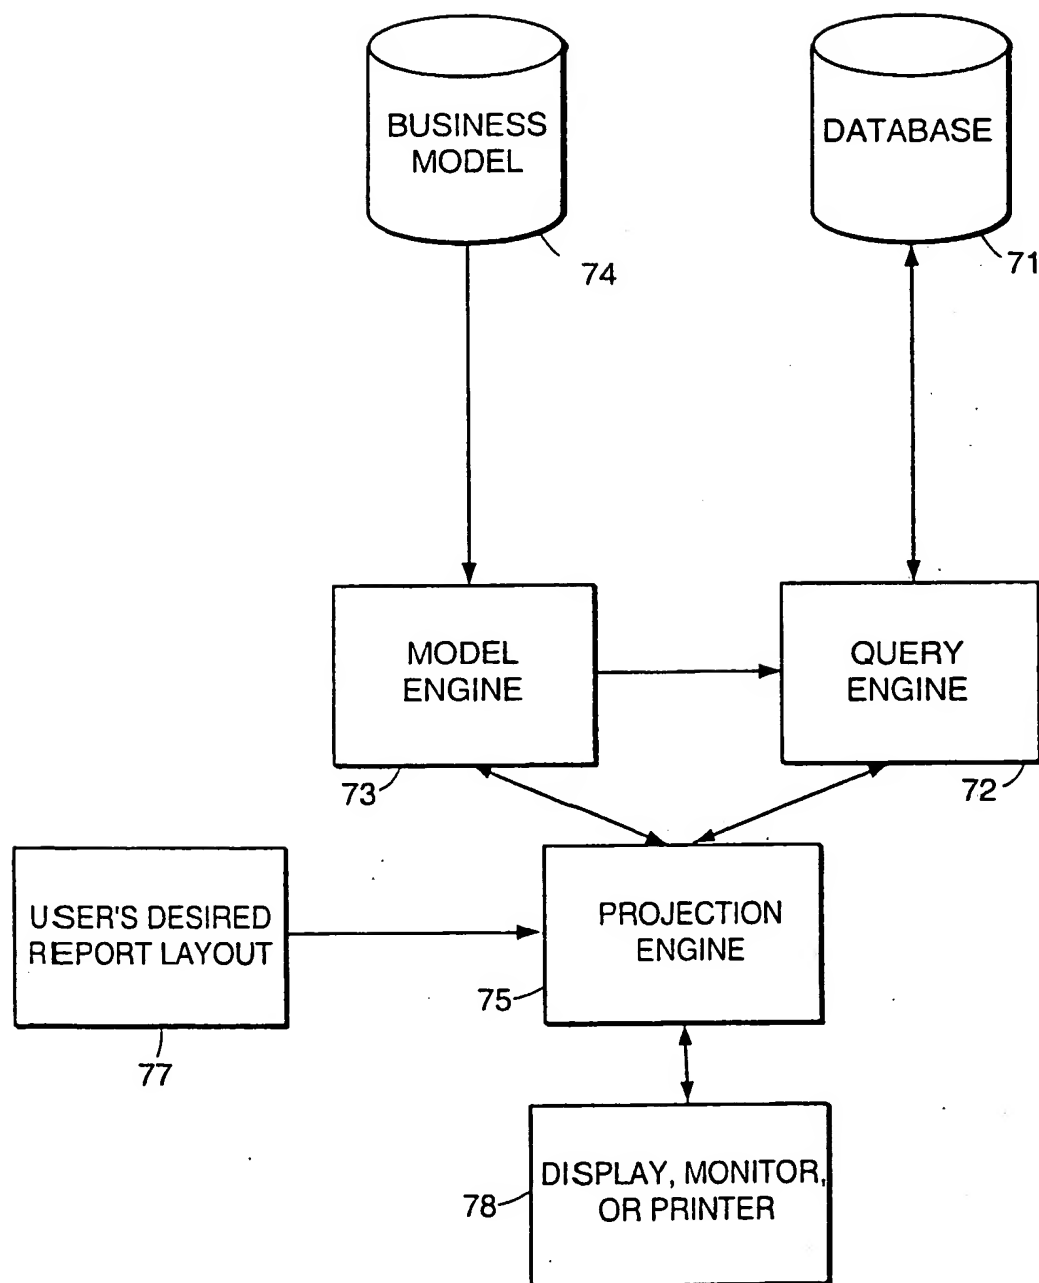 BUSINESS
MODEL
DATABASE
74
71
MODEL
ENGINE
QUERY
ENGINE
73
72
USER'S DESIRED
REPORT LAYOUT
PROJECTION
ENGINE
75
77
DISPLAY, MONITOR,
OR PRINTER
78